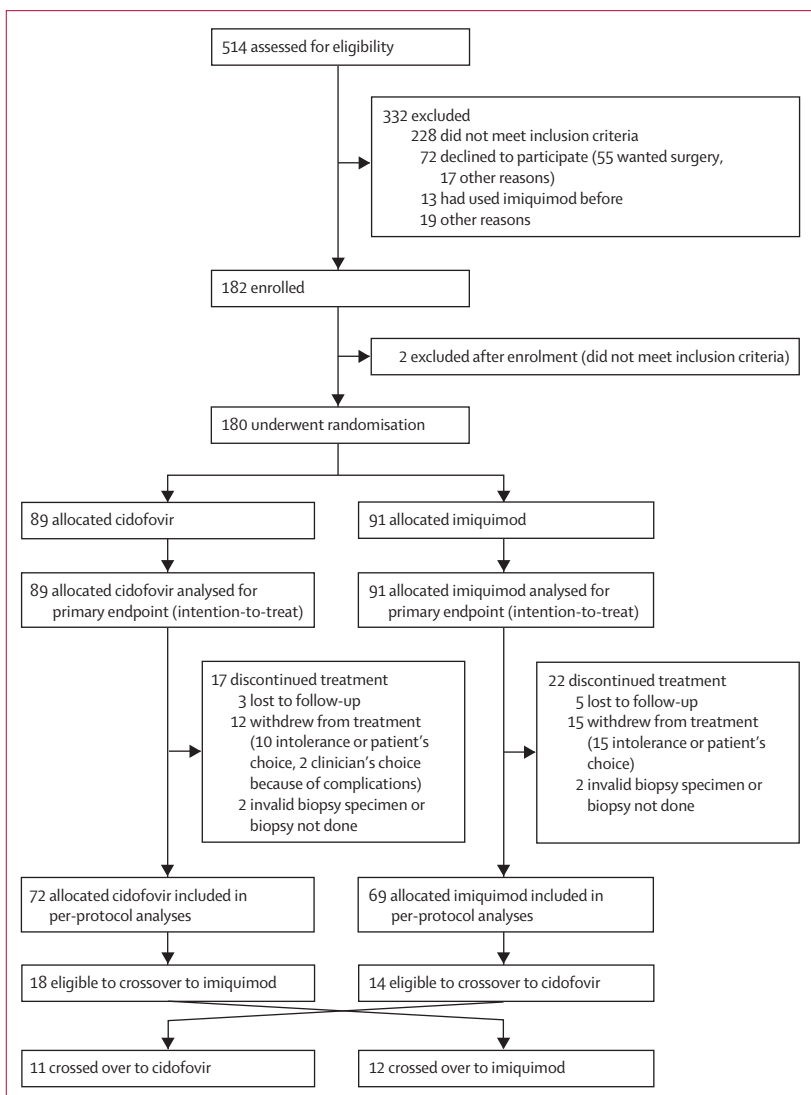 514 assessed for eligibility
332 excluded
228 did not meet inclusion criteria
72 declined to participate (55 wanted surgery,
17 other reasons)
13 had used imiquimod before
19 other reasons
182 enrolled
2 excluded after enrolment (did not meet inclusion criteria)
180 underwent randomisation
89 allocated cidofovir
91 allocated imiquimod
89 allocated cidofovir analysed for
primary endpoint (intention-to-treat)
91 allocated imiquimod analysed for
primary endpoint (intention-to-treat)
17 discontinued treatment
3 lost to follow-up
12 withdrew from treatment
(10 intolerance or patient's
choice, 2 clinician's choice
because of complications)
2 invalid biopsy specimen or
biopsy not done
22 discontinued treatment
5 lost to follow-up
15 withdrew from treatment
(15 intolerance or patient's
choice)
2 invalid biopsy specimen or
biopsy not done
72 allocated cidofovir included in
per-protocol analyses
69 allocated imiquimod included in
per-protocol analyses
18 eligible to crossover to imiquimod
14 eligible to crossover to cidofovir
11 crossed over to cidofovir
12 crossed over to imiquimod